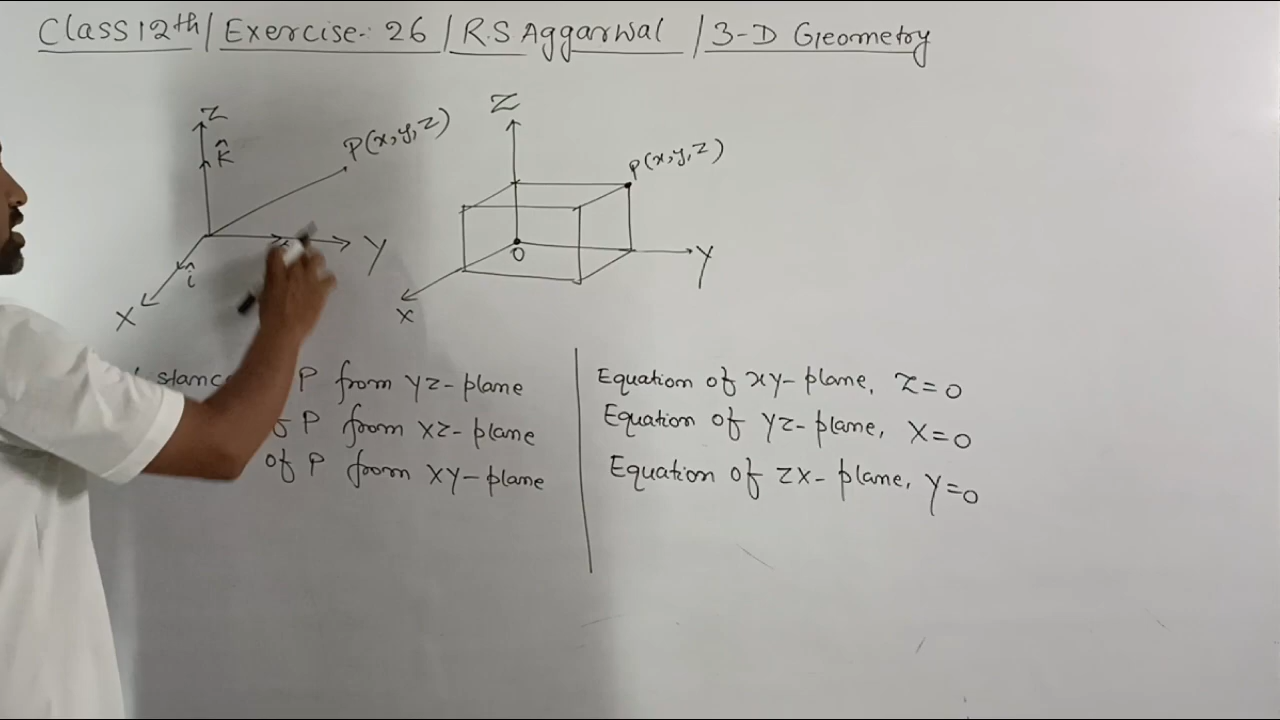 Class 12th / Exercise: 26 / R.S Aggarwal / 3-D Geometry
Z
k̂
P(x,y,z)
Y
î
X
Z
P(x,y,z)
O
Y
X
P from YZ-plane
of P from XZ-plane
of P from XY-plane
Equation of XY-plane, Z=0
Equation of YZ-plane, X=0
Equation of ZX-plane, Y=0